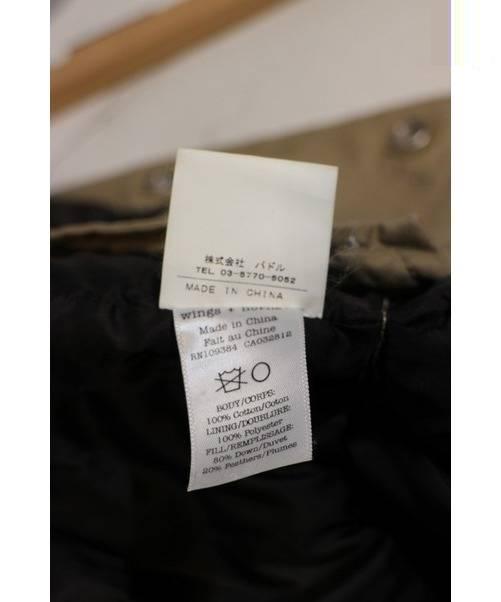 株式会社 パドル
TEL 03-5770-5052
MADE IN CHINA
wings +
Made in China
Fait au Chine
RN109384 CA032812
BODY/CORPS:
100% Cotton/Coton
LINING/DOUBLURE:
100% Polyester
FILL/REMPLESSAGE:
80% Down/Duvet
20% Feathers/Plumes